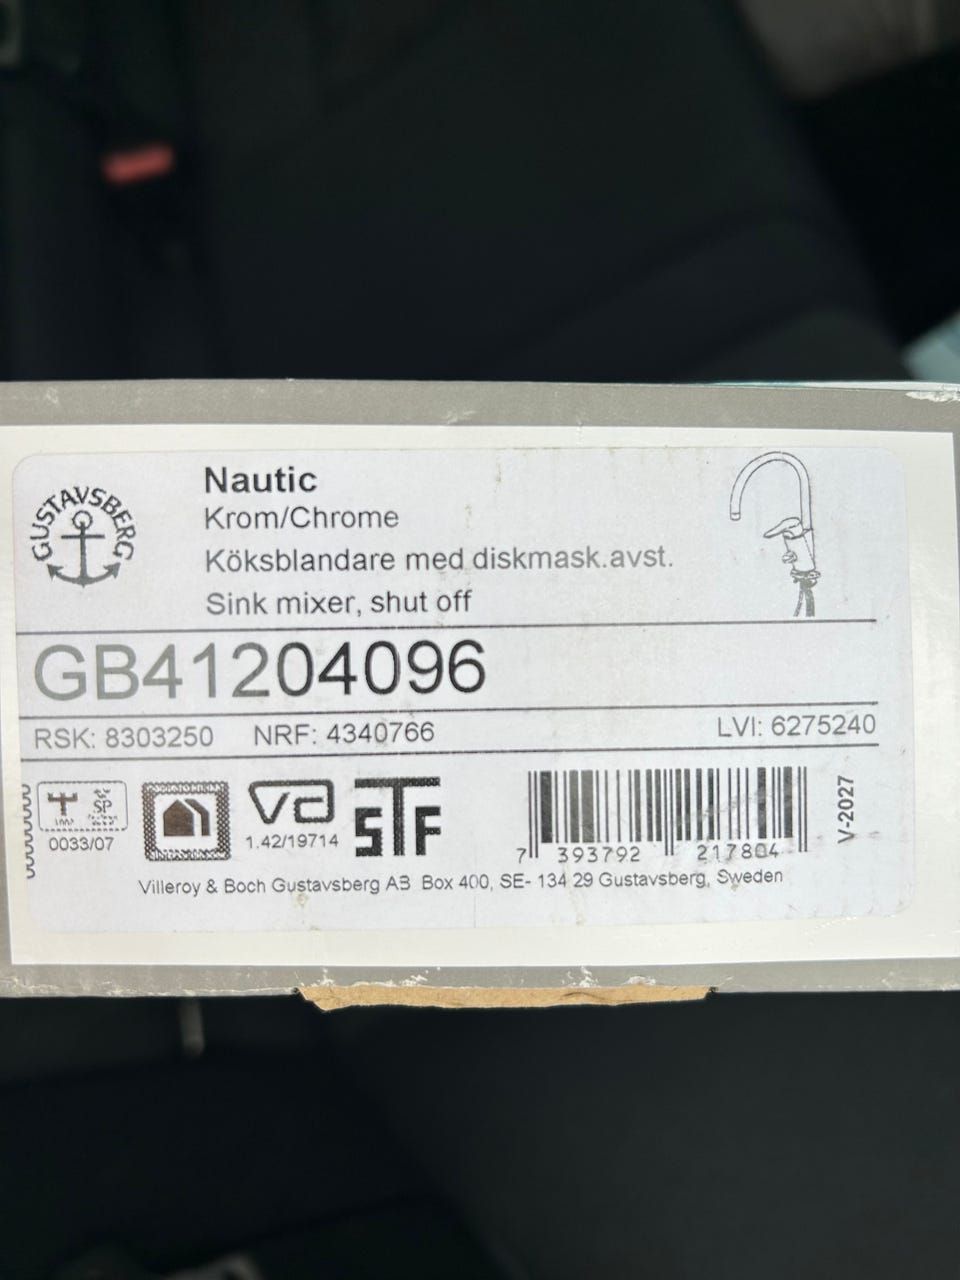 GUSTAVSBERG
Nautic
Krom/Chrome
Köksblandare med diskmask.avst.
Sink mixer, shut off
GB41204096
RSK: 8303250 NRF: 4340766 LVI: 6275240
SP
0033/07
va
1.42/19714
STF
7 393792 217804
V-2027
Villeroy & Boch Gustavsberg AB Box 400, SE- 134 29 Gustavsberg, Sweden